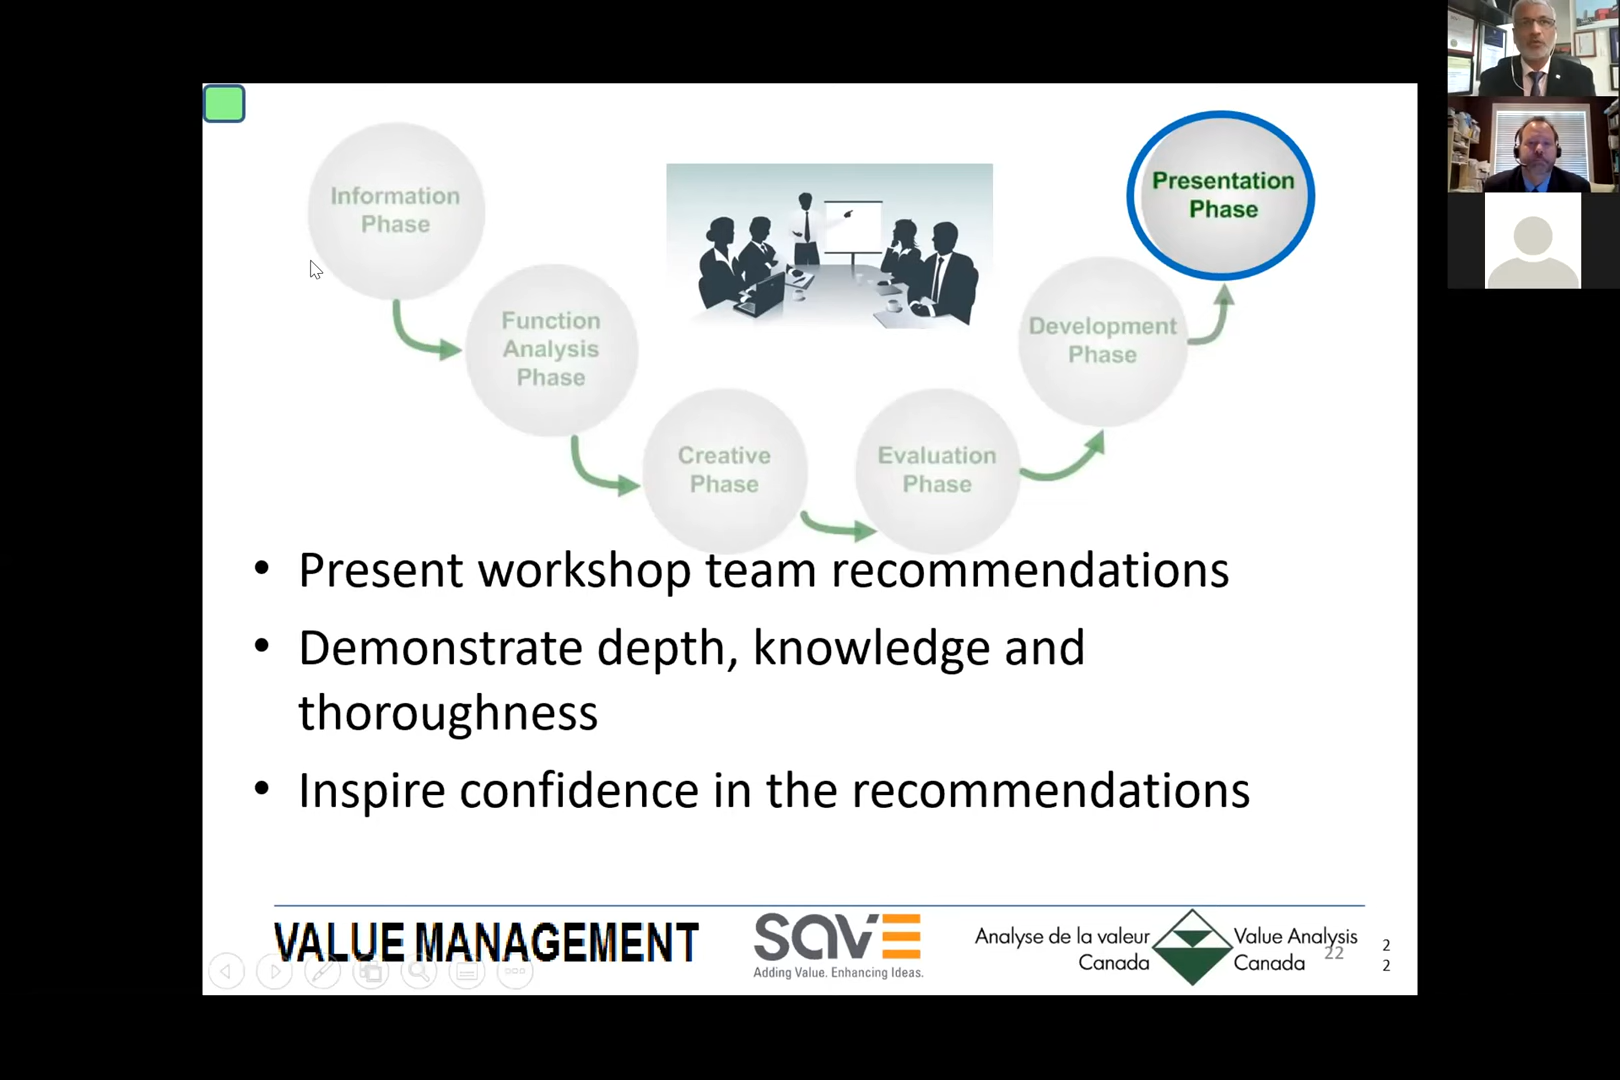 Information
Phase
Function
Analysis
Phase
Creative
Phase
Evaluation
Phase
Development
Phase
Presentation
Phase
• Present workshop team recommendations
• Demonstrate depth, knowledge and
thoroughness
• Inspire confidence in the recommendations
VALUE MANAGEMENT
SAVE
Adding Value. Enhancing Ideas.
Analyse de la valeur
Canada
Value Analysis
Canada
22
2
2